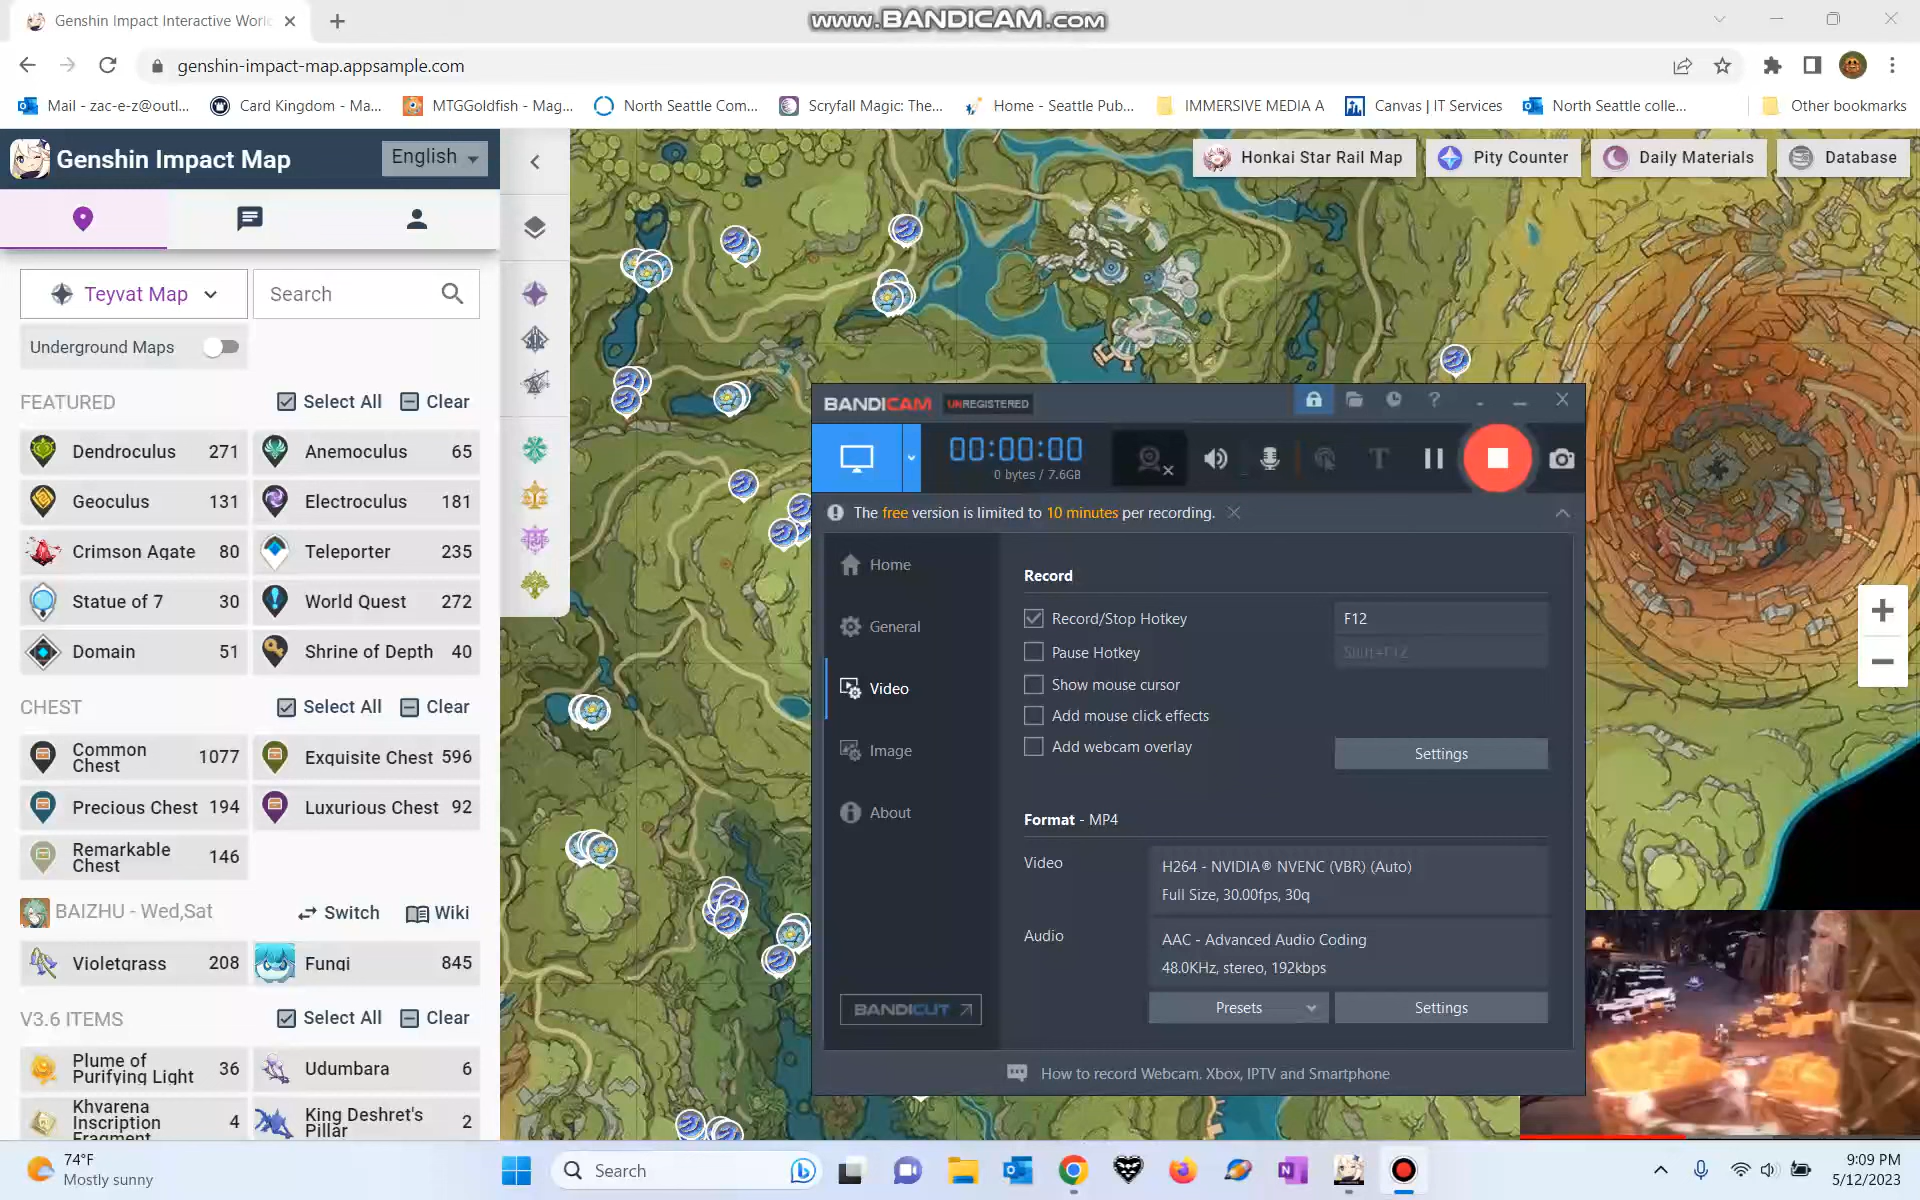 Genshin Impact Interactive Worl
www.BANDICAM.com
genshin-impact-map.appsample.com
Mail - zac-e-z@outl...
Card Kingdom - Ma...
MTGGoldfish - Mag...
North Seattle Com...
Scryfall Magic: The...
Home - Seattle Pub...
IMMERSIVE MEDIA A
Canvas | IT Services
North Seattle colle...
Other bookmarks
Genshin Impact Map
English
Honkai Star Rail Map
Pity Counter
Daily Materials
Database
Teyvat Map
Search
Underground Maps
FEATURED
Select All
Clear
Dendroculus 271
Anemoculus 65
Geoculus 131
Electroculus 181
Crimson Agate 80
Teleporter 235
Statue of 7 30
World Quest 272
Domain 51
Shrine of Depth 40
CHEST
Select All
Clear
Common
Chest 1077
Exquisite Chest 596
Precious Chest 194
Luxurious Chest 92
Remarkable
Chest 146
BAIZHU - Wed,Sat
Switch
Wiki
Violetgrass 208
Fungi 845
V3.6 ITEMS
Select All
Clear
Plume of
Purifying Light 36
Udumbara 6
Khvarena
Inscription
Fragment 4
King Deshret's
Pillar 2
BANDICAM UNREGISTERED
00:00:00
0 bytes / 7.6GB
The free version is limited to 10 minutes per recording.
Home
General
Video
Image
About
BANDICUT
Record
Record/Stop Hotkey F12
Pause Hotkey Shift+F12
Show mouse cursor
Add mouse click effects
Add webcam overlay
Settings
Format - MP4
Video
H264 - NVIDIA® NVENC (VBR) (Auto)
Full Size, 30.00fps, 30q
Audio
AAC - Advanced Audio Coding
48.0KHz, stereo, 192kbps
Presets
Settings
How to record Webcam, Xbox, IPTV and Smartphone
74°F
Mostly sunny
Search
9:09 PM
5/12/2023